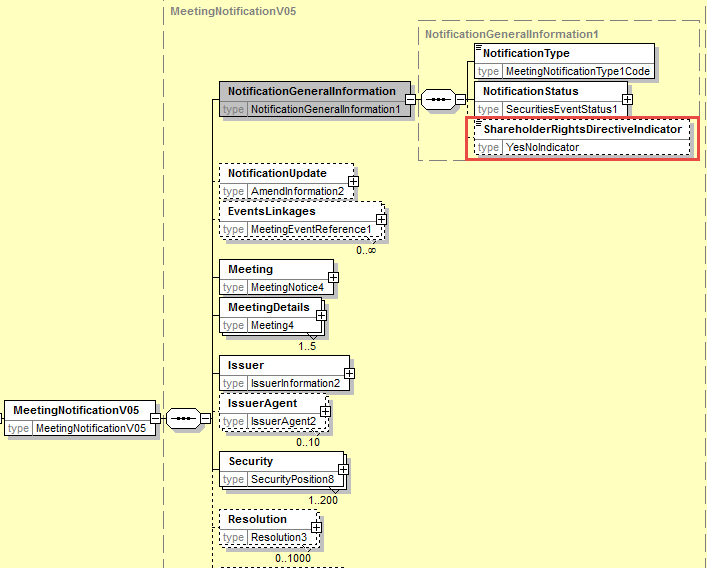 MeetingNotificationV05
NotificationGeneralInformation1
NotificationType
type MeetingNotificationType1Code
NotificationGeneralInformation
type NotificationGeneralInformation1
NotificationStatus
type SecuritiesEventStatus1
ShareholderRightsDirectiveIndicator
type YesNoIndicator
NotificationUpdate
type AmendInformation2
EventsLinkages
type MeetingEventReference1
0..∞
Meeting
type MeetingNotice4
MeetingDetails
type Meeting4
1..5
Issuer
type IssuerInformation2
IssuerAgent
type IssuerAgent2
0..10
MeetingNotificationV05
type MeetingNotificationV05
Security
type SecurityPosition8
1..200
Resolution
type Resolution3
0..1000